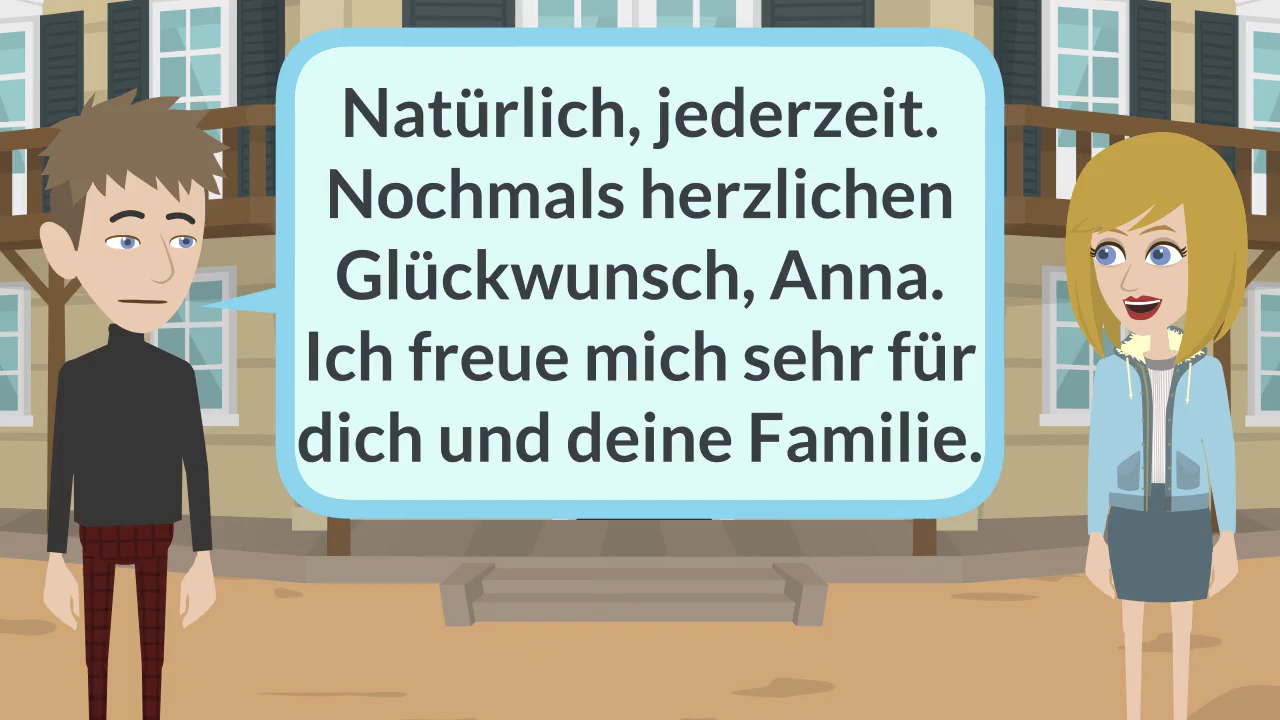 Natürlich, jederzeit.
Nochmals herzlichen
Glückwunsch, Anna.
Ich freue mich sehr für
dich und deine Familie.